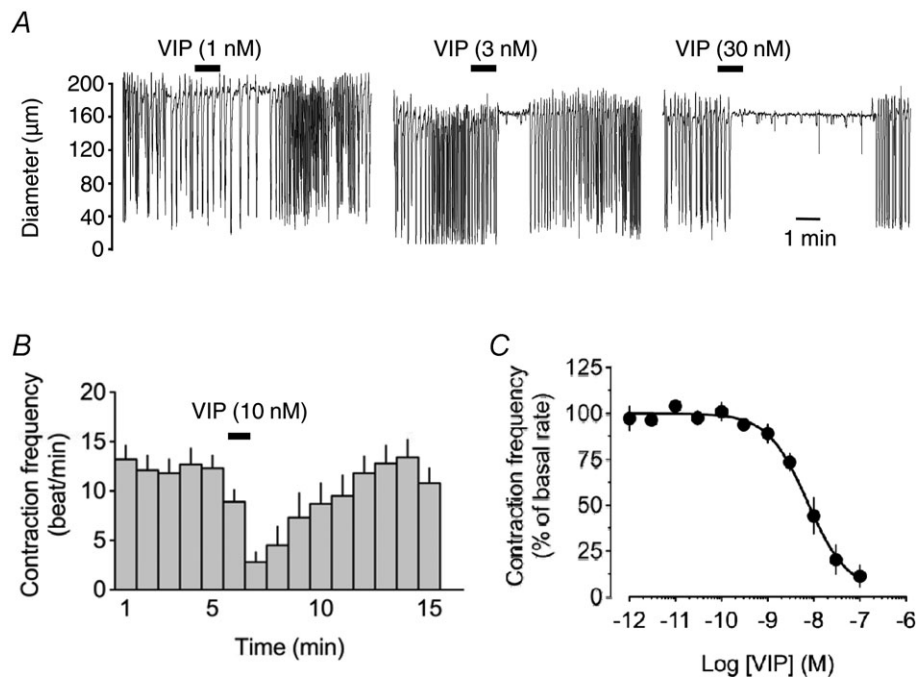 A
VIP (1 nM)
VIP (3 nM)
VIP (30 nM)
Diameter (µm)
200
160
120
80
40
0
1 min
B
Contraction frequency
(beat/min)
20
15
10
5
0
VIP (10 nM)
1
5
10
15
Time (min)
C
Contraction frequency
(% of basal rate)
125
100
75
50
25
0
-12 -11 -10 -9 -8 -7 -6
Log [VIP] (M)